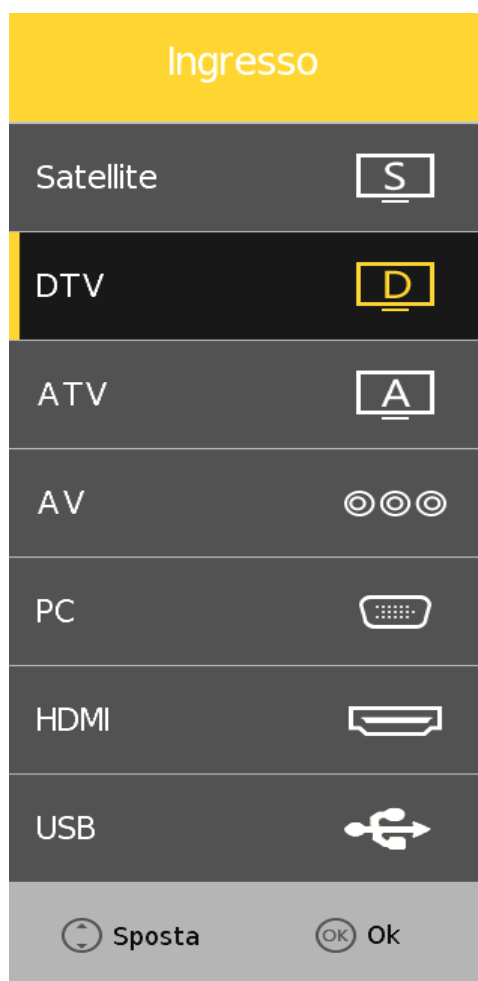 Ingresso
Satellite S
DTV D
ATV A
AV
PC
HDMI
USB
Sposta OK Ok